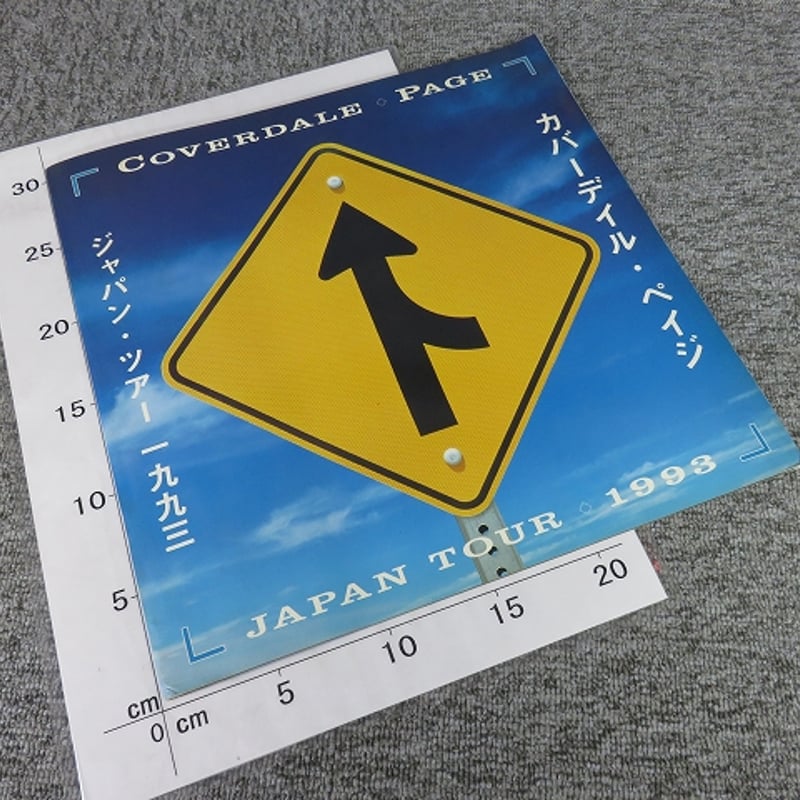 COVERDALE ◇ PAGE
カバーデイル・ペイジ
ジャパン・ツアー 一九九三
JAPAN TOUR ◇ 1993
30
25
20
15
10
5
cm
0
cm
5
10
15
20